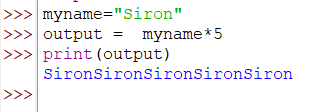 >>> myname="Siron"
>>> output =  myname*5
>>> print(output)
SironSironSironSironSiron
>>>